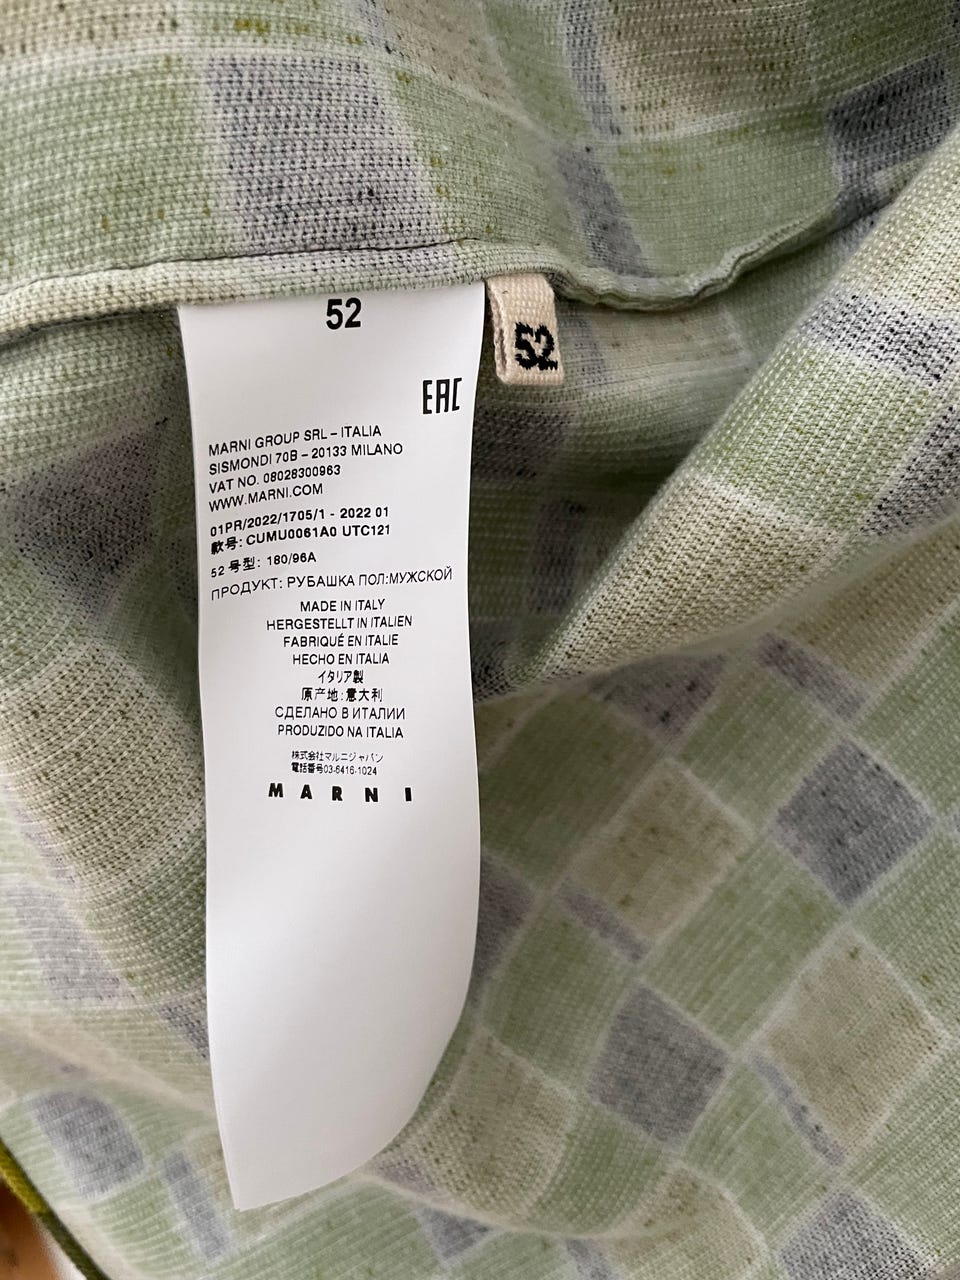 52
52
EAC
MARNI GROUP SRL – ITALIA
SISMONDI 70B – 20133 MILANO
VAT NO. 08028300963
WWW.MARNI.COM
01PR/2022/1705/1 - 2022 01
款号: CUMU0061A0 UTC121
52 号型: 180/96A
ПРОДУКТ: РУБАШКА ПОЛ:МУЖСКОЙ
MADE IN ITALY
HERGESTELLT IN ITALIEN
FABRIQUÉ EN ITALIE
HECHO EN ITALIA
イタリア製
原产地:意大利
СДЕЛАНО В ИТАЛИИ
PRODUZIDO NA ITALIA
株式会社マルニジャパン
電話番号03-6416-1024
MARNI